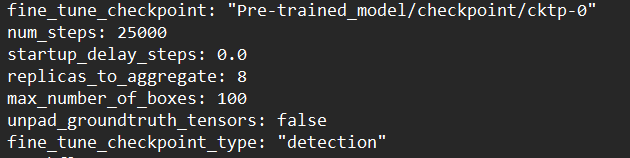 fine_tune_checkpoint: "Pre-trained_model/checkpoint/cktp-0"
num_steps: 25000
startup_delay_steps: 0.0
replicas_to_aggregate: 8
max_number_of_boxes: 100
unpad_groundtruth_tensors: false
fine_tune_checkpoint_type: "detection"